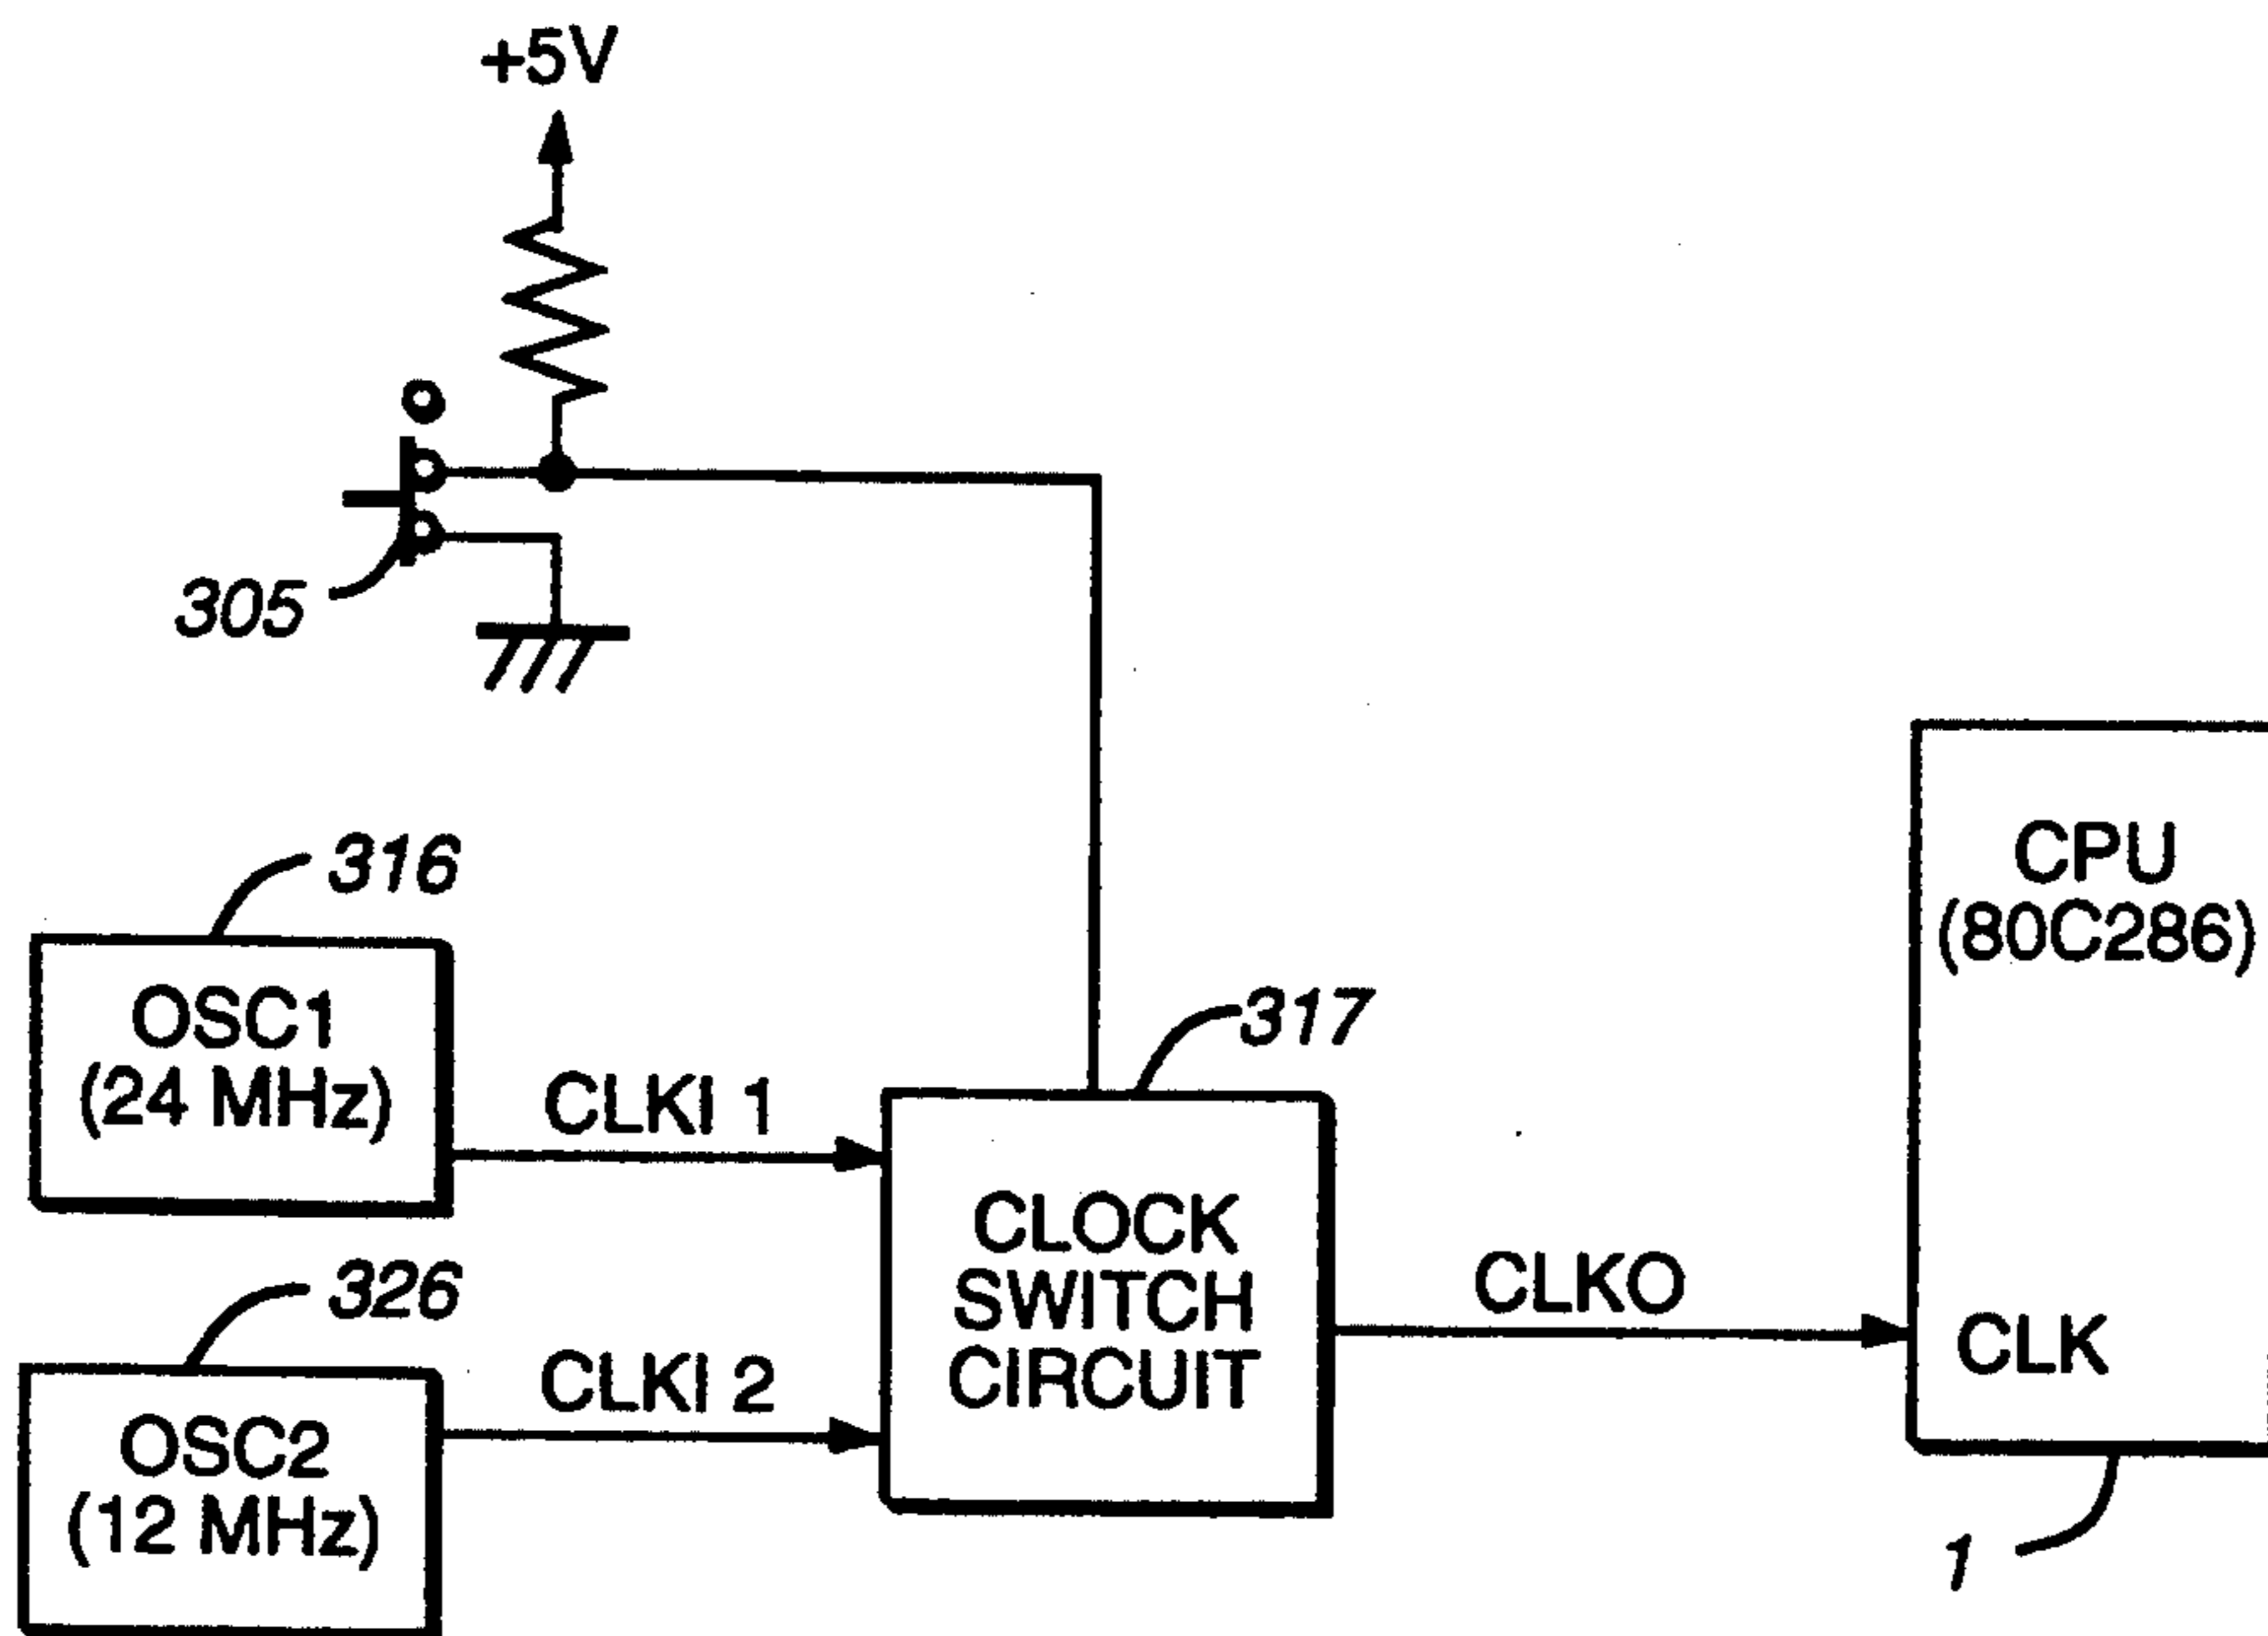 +5V
305
316
OSC1
(24 MHz)
CLKI 1
326
OSC2
(12 MHz)
CLKI 2
317
CLOCK
SWITCH
CIRCUIT
CLKO
CPU
(80C286)
CLK
1